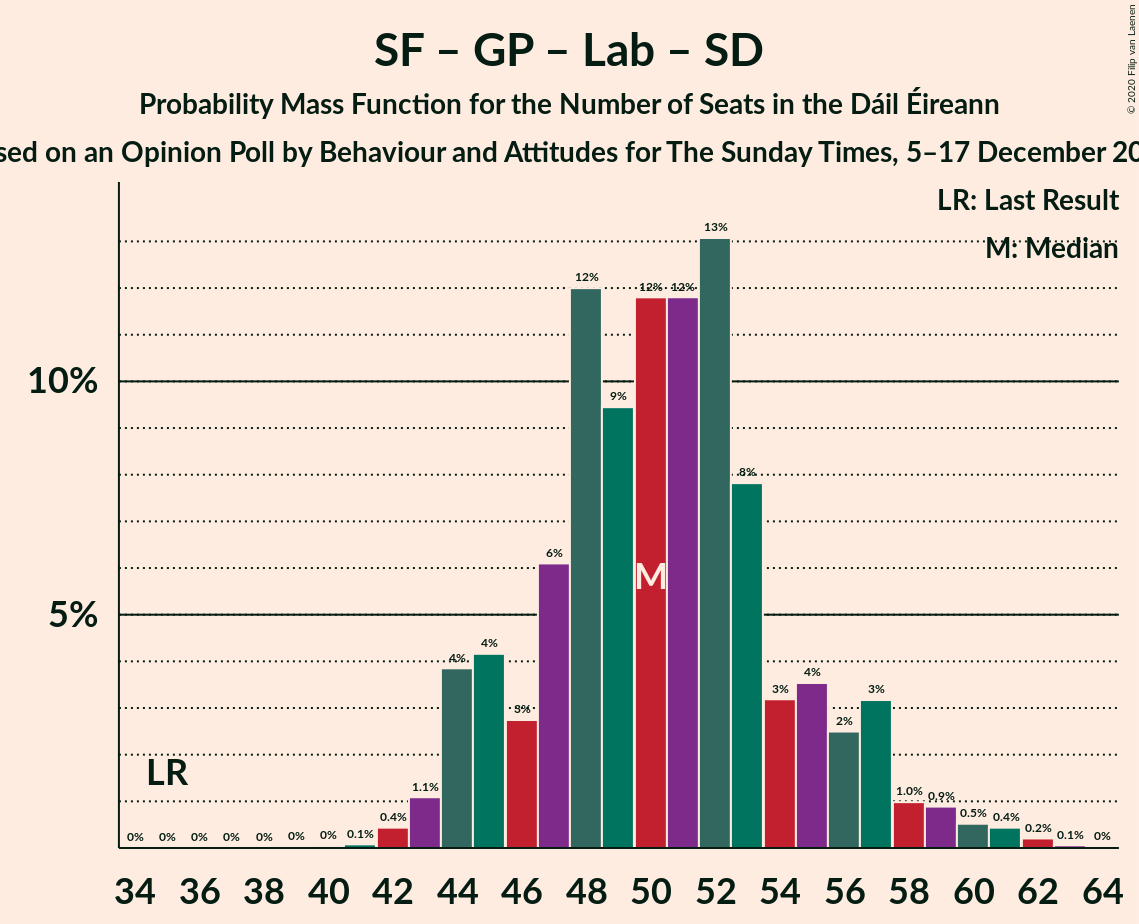 SF – GP – Lab – SD
Probability Mass Function for the Number of Seats in the Dáil Éireann
sed on an Opinion Poll by Behaviour and Attitudes for The Sunday Times, 5–17 December 20
© 2020 Filip van Laenen
LR: Last Result
M: Median
10%
5%
LR
M
0% 0% 0% 0% 0% 0% 0% 0.1% 0.4% 1.1% 4% 4% 3% 6% 12% 9% 12% 12% 13% 8% 3% 4% 2% 3% 1.0% 0.9% 0.5% 0.4% 0.2% 0.1% 0%
34 36 38 40 42 44 46 48 50 52 54 56 58 60 62 64